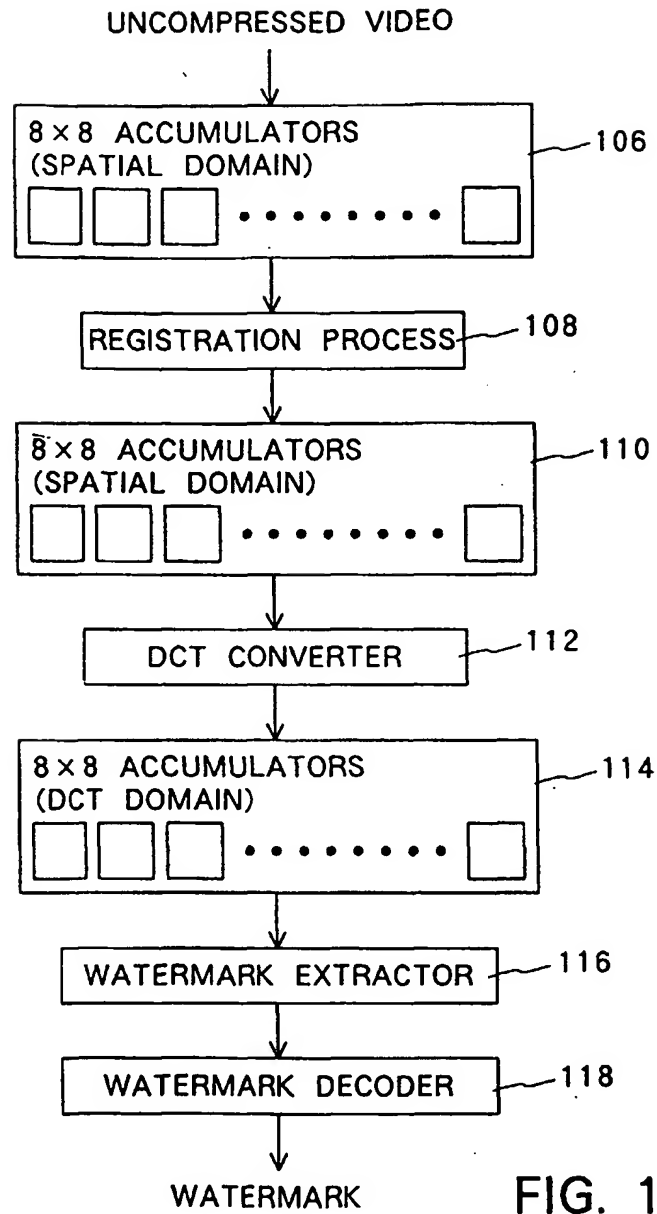 UNCOMPRESSED VIDEO
8×8 ACCUMULATORS
(SPATIAL DOMAIN)
106
REGISTRATION PROCESS
108
8×8 ACCUMULATORS
(SPATIAL DOMAIN)
110
DCT CONVERTER
112
8×8 ACCUMULATORS
(DCT DOMAIN)
114
WATERMARK EXTRACTOR
116
WATERMARK DECODER
118
WATERMARK
FIG. 1